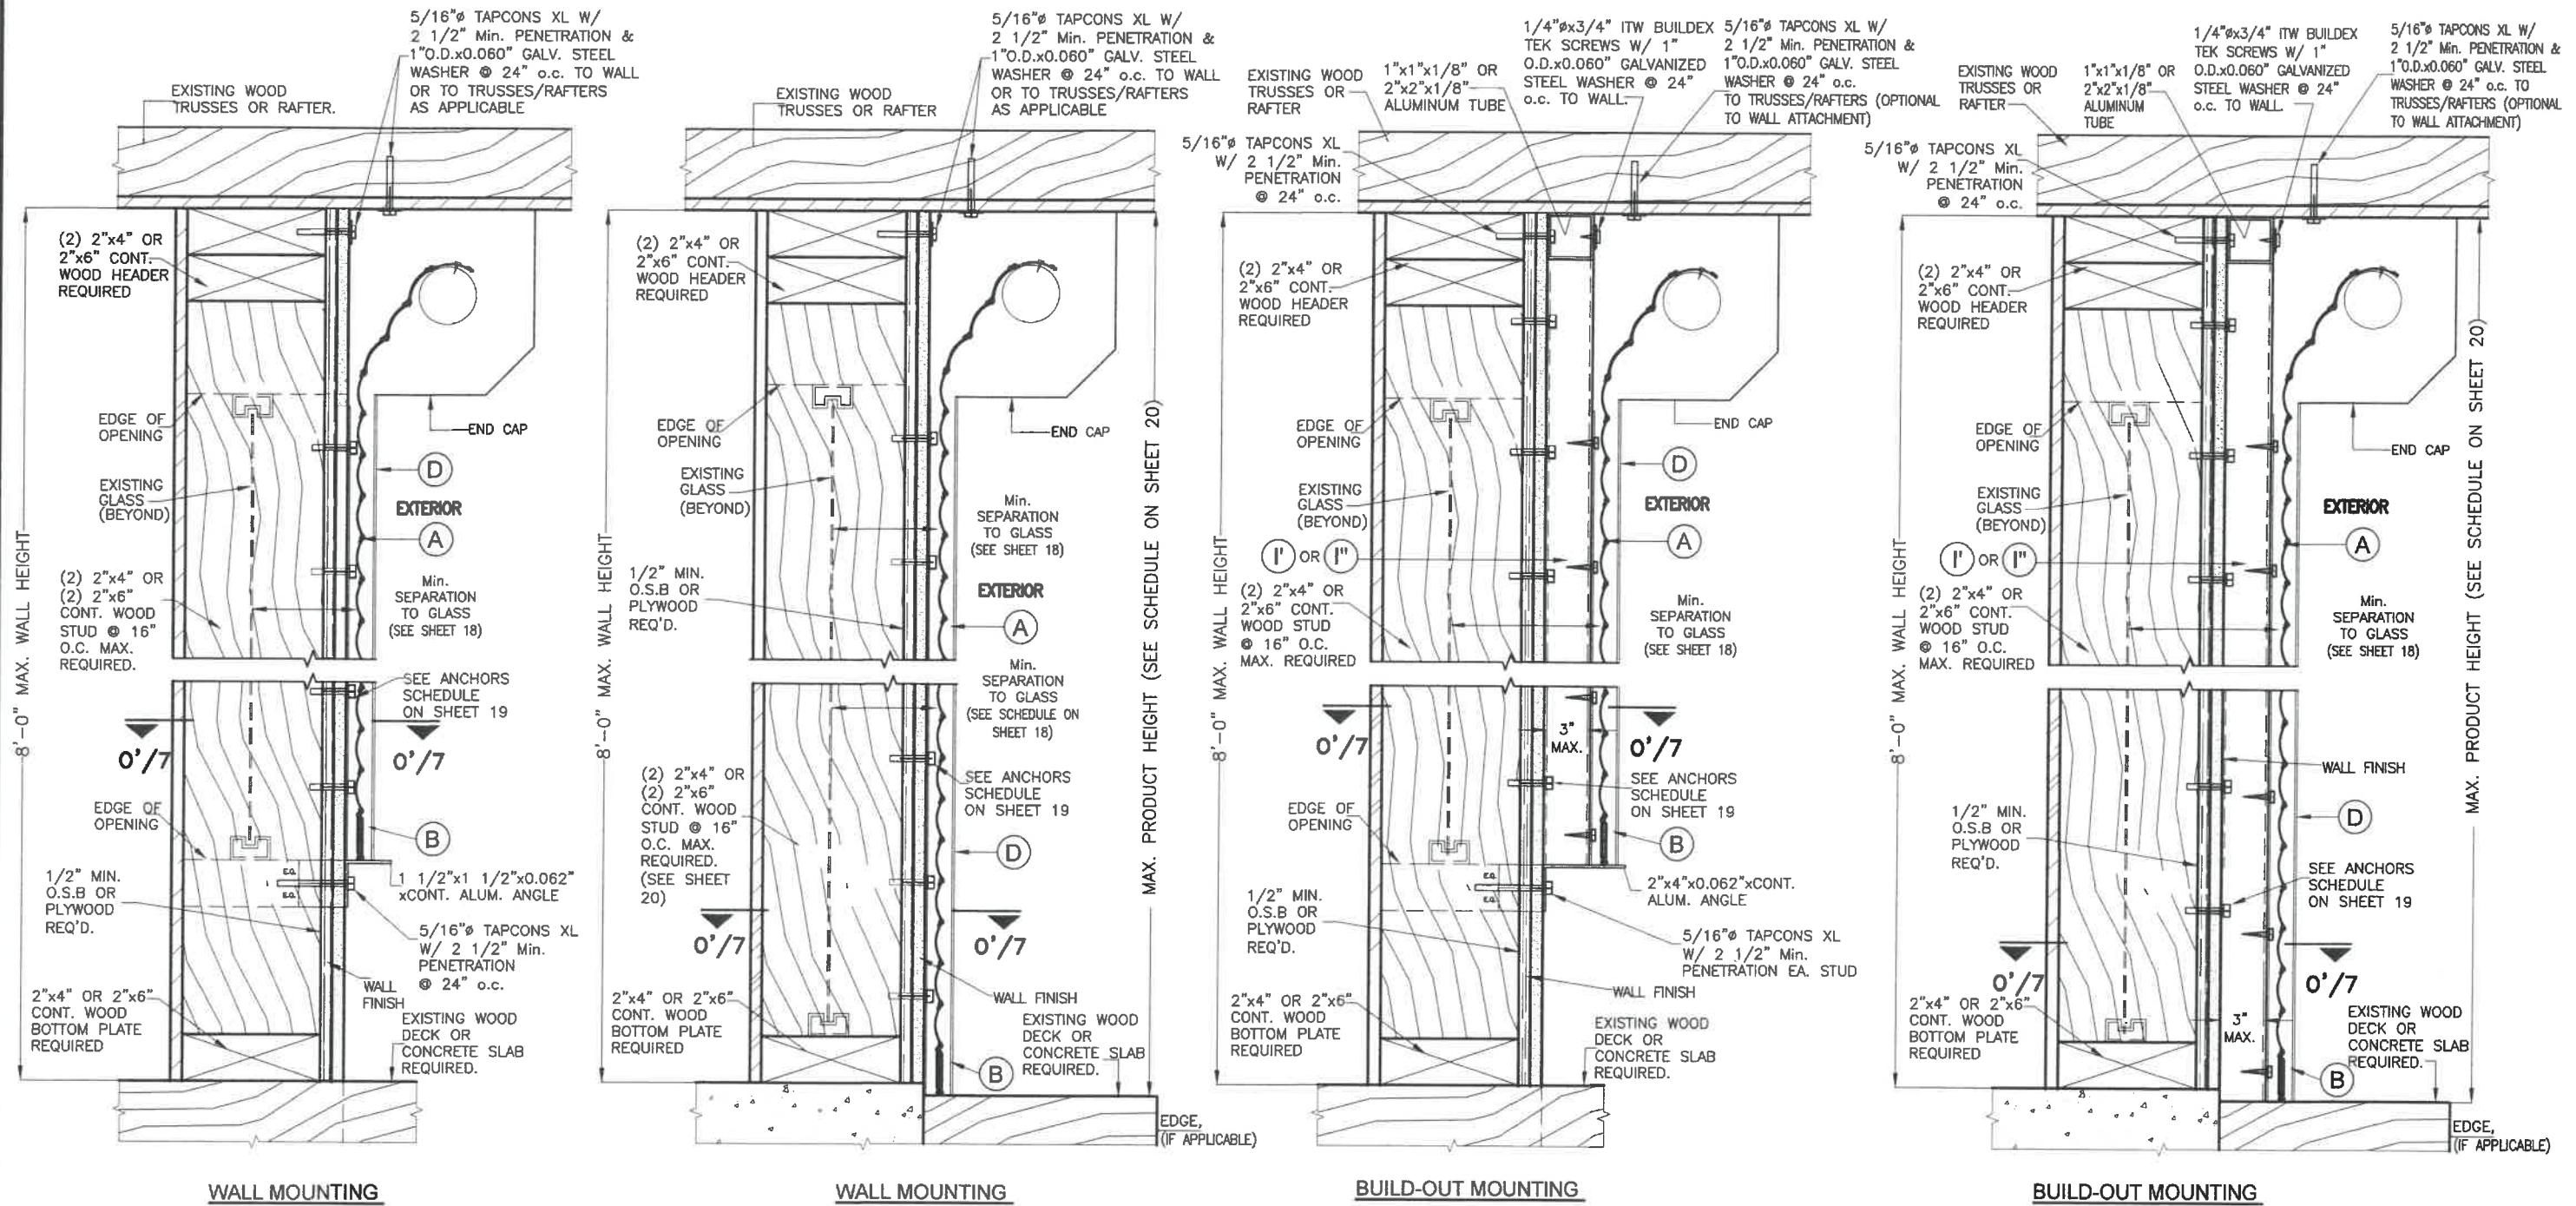 5/16"ø TAPCONS XL W/
2 1/2" Min. PENETRATION &
1"O.D.x0.060" GALV. STEEL
WASHER @ 24" o.c. TO WALL
OR TO TRUSSES/RAFTERS
AS APPLICABLE
EXISTING WOOD
TRUSSES OR RAFTER.
(2) 2"x4" OR
2"x6" CONT.
WOOD HEADER
REQUIRED
EDGE OF
OPENING
END CAP
D
EXISTING
GLASS
(BEYOND)
EXTERIOR
A
8'-0" MAX. WALL HEIGHT
(2) 2"x4" OR
(2) 2"x6"
CONT. WOOD
STUD @ 16"
O.C. MAX.
REQUIRED.
Min.
SEPARATION
TO GLASS
(SEE SHEET 18)
SEE ANCHORS
SCHEDULE
ON SHEET 19
O'/7
O'/7
EDGE OF
OPENING
B
1/2" MIN.
O.S.B OR
PLYWOOD
REQ'D.
EQ.
EQ.
1 1/2"x1 1/2"x0.062"
xCONT. ALUM. ANGLE
5/16"ø TAPCONS XL
W/ 2 1/2" Min.
PENETRATION
@ 24" o.c.
WALL
FINISH
2"x4" OR 2"x6"
CONT. WOOD
BOTTOM PLATE
REQUIRED
EXISTING WOOD
DECK OR
CONCRETE SLAB
REQUIRED.
WALL MOUNTING
5/16"ø TAPCONS XL W/
2 1/2" Min. PENETRATION &
1"O.D.x0.060" GALV. STEEL
WASHER @ 24" o.c. TO WALL
OR TO TRUSSES/RAFTERS
AS APPLICABLE
EXISTING WOOD
TRUSSES OR RAFTER
(2) 2"x4" OR
2"x6" CONT.
WOOD HEADER
REQUIRED
EDGE OF
OPENING
END CAP
EXISTING
GLASS
(BEYOND)
Min.
SEPARATION
TO GLASS
(SEE SHEET 18)
8'-0" MAX. WALL HEIGHT
1/2" MIN.
O.S.B OR
PLYWOOD
REQ'D.
EXTERIOR
A
Min.
SEPARATION
TO GLASS
(SEE SCHEDULE ON
SHEET 18)
MAX. PRODUCT HEIGHT (SEE SCHEDULE ON SHEET 20)
(2) 2"x4" OR
(2) 2"x6"
CONT. WOOD
STUD @ 16"
O.C. MAX.
REQUIRED.
(SEE SHEET
20)
SEE ANCHORS
SCHEDULE
ON SHEET 19
D
O'/7
O'/7
WALL FINISH
2"x4" OR 2"x6"
CONT. WOOD
BOTTOM PLATE
REQUIRED
EXISTING WOOD
DECK OR
CONCRETE SLAB
REQUIRED.
B
EDGE,
(IF APPLICABLE)
WALL MOUNTING
EXISTING WOOD
TRUSSES OR
RAFTER
1"x1"x1/8" OR
2"x2"x1/8"
ALUMINUM TUBE
1/4"øx3/4" ITW BUILDEX
TEK SCREWS W/ 1"
O.D.x0.060" GALVANIZED
STEEL WASHER @ 24"
o.c. TO WALL.
5/16"ø TAPCONS XL W/
2 1/2" Min. PENETRATION &
1"O.D.x0.060" GALV. STEEL
WASHER @ 24" o.c.
TO TRUSSES/RAFTERS (OPTIONAL
TO WALL ATTACHMENT)
5/16"ø TAPCONS XL
W/ 2 1/2" Min.
PENETRATION
@ 24" o.c.
(2) 2"x4" OR
2"x6" CONT.
WOOD HEADER
REQUIRED
EDGE OF
OPENING
END CAP
D
EXISTING
GLASS
(BEYOND)
EXTERIOR
A
I' OR I"
8'-0" MAX. WALL HEIGHT
(2) 2"x4" OR
2"x6" CONT.
WOOD STUD
@ 16" O.C.
MAX. REQUIRED
Min.
SEPARATION
TO GLASS
(SEE SHEET 18)
O'/7
3"
MAX.
O'/7
SEE ANCHORS
SCHEDULE
ON SHEET 19
EDGE OF
OPENING
B
1/2" MIN.
O.S.B OR
PLYWOOD
REQ'D.
EQ.
EQ.
2"x4"x0.062"xCONT.
ALUM. ANGLE
5/16"ø TAPCONS XL
W/ 2 1/2" Min.
PENETRATION EA. STUD
WALL FINISH
2"x4" OR 2"x6"
CONT. WOOD
BOTTOM PLATE
REQUIRED
EXISTING WOOD
DECK OR
CONCRETE SLAB
REQUIRED.
BUILD-OUT MOUNTING
EXISTING WOOD
TRUSSES OR
RAFTER
1"x1"x1/8" OR
2"x2"x1/8"
ALUMINUM
TUBE
1/4"øx3/4" ITW BUILDEX
TEK SCREWS W/ 1"
O.D.x0.060" GALVANIZED
STEEL WASHER @ 24"
o.c. TO WALL.
5/16"ø TAPCONS XL W/
2 1/2" Min. PENETRATION &
1"O.D.x0.060" GALV. STEEL
WASHER @ 24" o.c. TO
TRUSSES/RAFTERS (OPTIONAL
TO WALL ATTACHMENT)
5/16"ø TAPCONS XL
W/ 2 1/2" Min.
PENETRATION
@ 24" o.c.
(2) 2"x4" OR
2"x6" CONT.
WOOD HEADER
REQUIRED
EDGE OF
OPENING
END CAP
EXISTING
GLASS
(BEYOND)
EXTERIOR
A
I' OR I"
8'-0" MAX. WALL HEIGHT
(2) 2"x4" OR
2"x6" CONT.
WOOD STUD
@ 16" O.C.
MAX. REQUIRED
Min.
SEPARATION
TO GLASS
(SEE SHEET 18)
MAX. PRODUCT HEIGHT (SEE SCHEDULE ON SHEET 20)
WALL FINISH
D
1/2" MIN.
O.S.B OR
PLYWOOD
REQ'D.
SEE ANCHORS
SCHEDULE
ON SHEET 19
O'/7
O'/7
2"x4" OR 2"x6"
CONT. WOOD
BOTTOM PLATE
REQUIRED
3"
MAX.
EXISTING WOOD
DECK OR
CONCRETE SLAB
REQUIRED.
B
EDGE,
(IF APPLICABLE)
BUILD-OUT MOUNTING